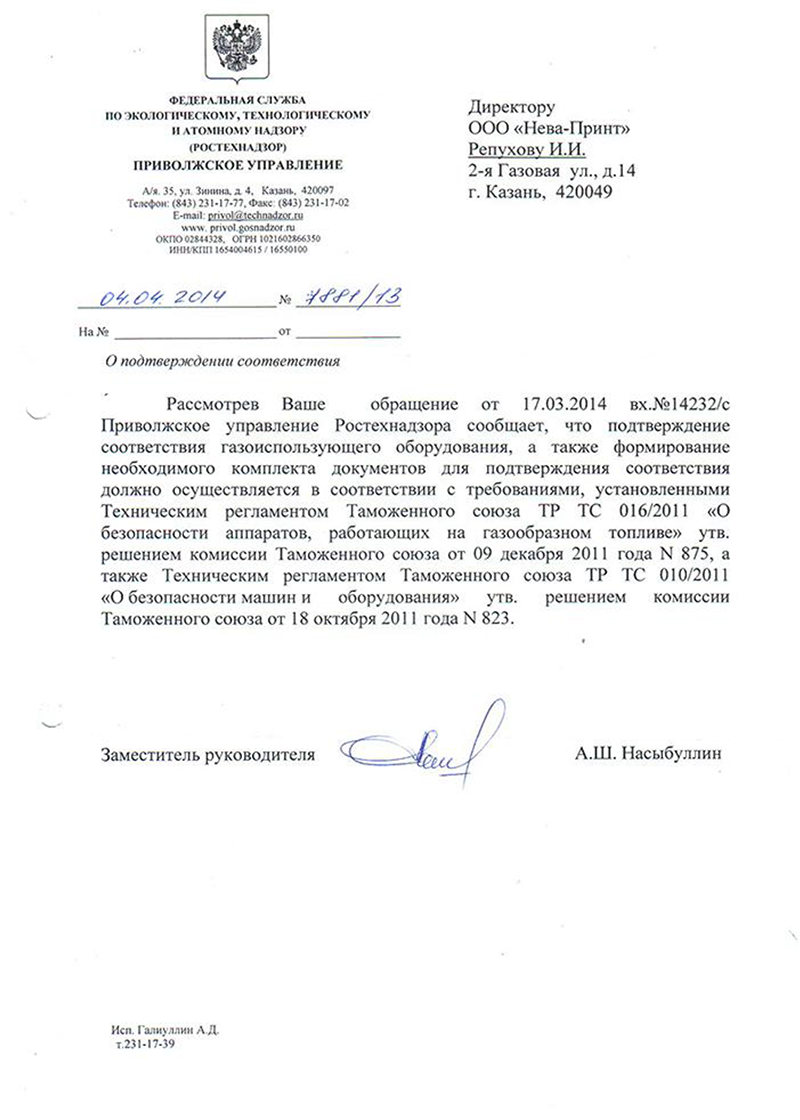 ФЕДЕРАЛЬНАЯ СЛУЖБА
ПО ЭКОЛОГИЧЕСКОМУ, ТЕХНОЛОГИЧЕСКОМУ
И АТОМНОМУ НАДЗОРУ
(РОСТЕХНАДЗОР)
ПРИВОЛЖСКОЕ УПРАВЛЕНИЕ
А/я. 35, ул. Зинина, д. 4, Казань, 420097
Телефон: (843) 231-17-77, Факс: (843) 231-17-02
E-mail: privol@technadzor.ru
www. privol.gosnadzor.ru
ОКПО 02844328, ОГРН 1021602866350
ИНН/КПП 1654004615 / 16550100
Директору
ООО «Нева-Принт»
Репухову И.И.
2-я Газовая ул., д.14
г. Казань, 420049
04.04. 2014 № 7881/13
На № от
О подтверждении соответствия
Рассмотрев Ваше обращение от 17.03.2014 вх.№14232/с
Приволжское управление Ростехнадзора сообщает, что подтверждение
соответствия газоиспользующего оборудования, а также формирование
необходимого комплекта документов для подтверждения соответствия
должно осуществляется в соответствии с требованиями, установленными
Техническим регламентом Таможенного союза ТР ТС 016/2011 «О
безопасности аппаратов, работающих на газообразном топливе» утв.
решением комиссии Таможенного союза от 09 декабря 2011 года N 875, а
также Техническим регламентом Таможенного союза ТР ТС 010/2011
«О безопасности машин и оборудования» утв. решением комиссии
Таможенного союза от 18 октября 2011 года N 823.
Заместитель руководителя А.Ш. Насыбуллин
Исп. Галиуллин А.Д.
т.231-17-39